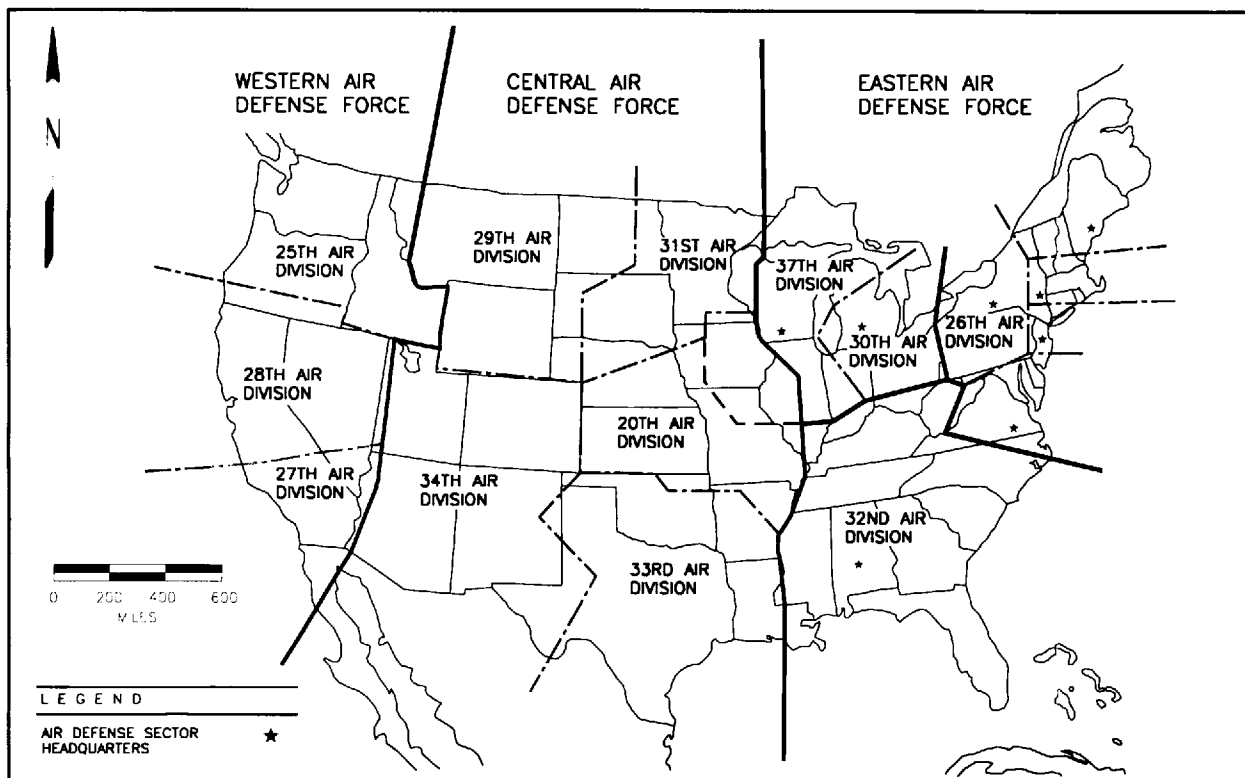 WESTERN AIR
DEFENSE FORCE
CENTRAL AIR
DEFENSE FORCE
EASTERN AIR
DEFENSE FORCE
N
25TH AIR
DIVISION
29TH AIR
DIVISION
31ST AIR
DIVISION
37TH AIR
DIVISION
26TH AIR
DIVISION
30TH AIR
DIVISION
28TH AIR
DIVISION
20TH AIR
DIVISION
27TH AIR
DIVISION
34TH AIR
DIVISION
32ND AIR
DIVISION
33RD AIR
DIVISION
0 200 400 600
MILES
LEGEND
AIR DEFENSE SECTOR
HEADQUARTERS